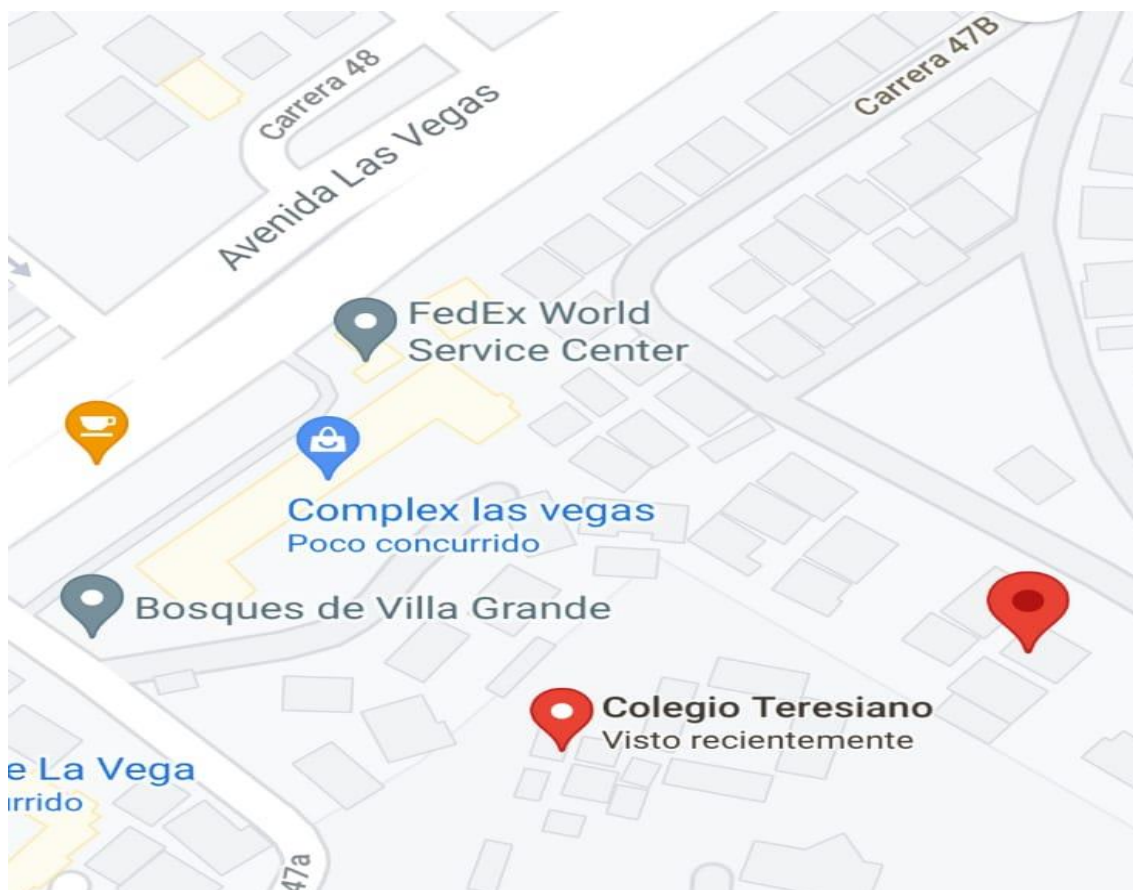 Carrera 48
Carrera 47B
Avenida Las Vegas
FedEx World
Service Center
Complex las vegas
Poco concurrido
Bosques de Villa Grande
Colegio Teresiano
Visto recientemente
e La Vega
urrido
47a